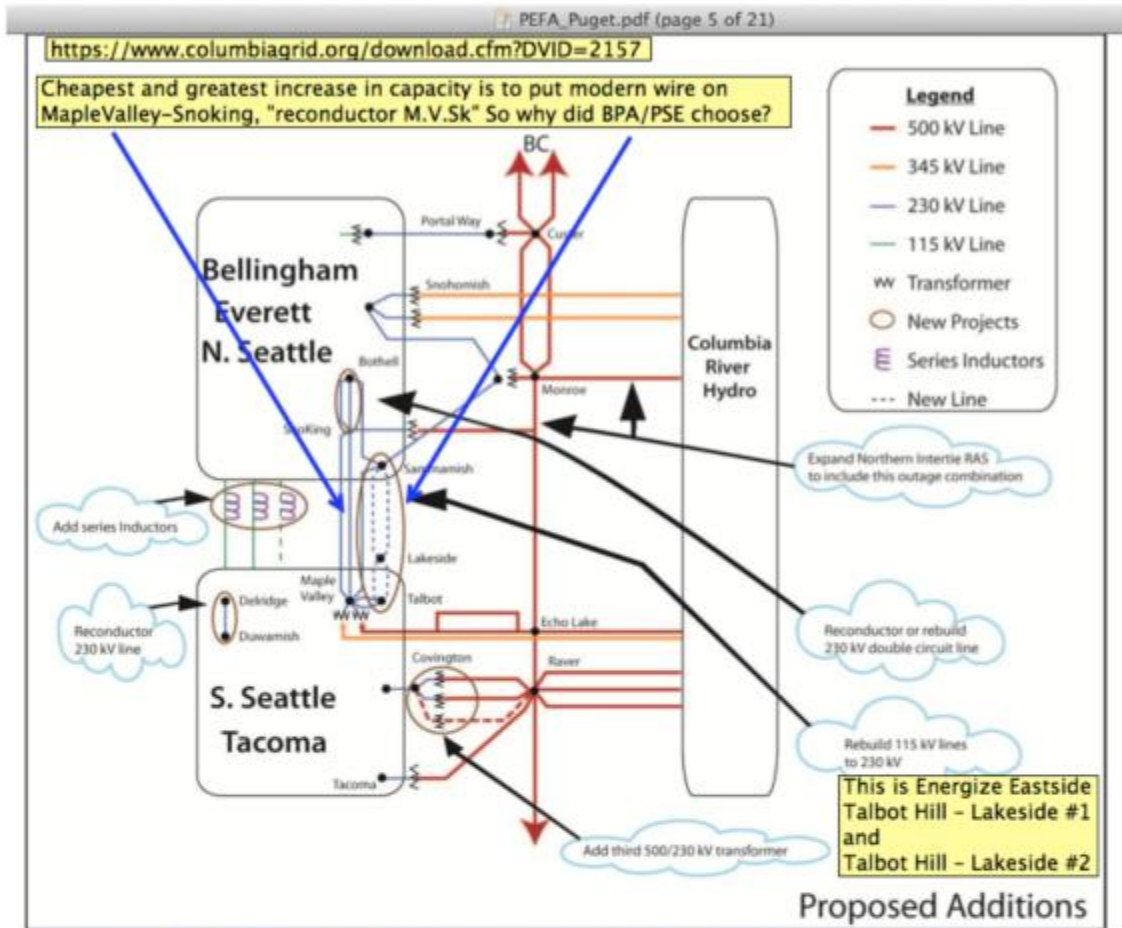 PEFA_Puget.pdf (page 5 of 21)
https://www.columbiagrid.org/download.cfm?DVID=2157
Cheapest and greatest increase in capacity is to put modern wire on
MapleValley-Snoking, "reconductor M.V.Sk" So why did BPA/PSE choose?
Legend
500 kV Line
345 kV Line
230 kV Line
115 kV Line
Transformer
New Projects
Series Inductors
New Line
BC
Portal Way
Custer
Bellingham
Everett
N. Seattle
Snohomish
Bothell
Monroe
Columbia
River
Hydro
SnoKing
Sammamish
Expand Northern Intertie RAS
to include this outage combination
Add series Inductors
Lakeside
Maple
Valley
Talbot
Delridge
Duwamish
Reconductor
230 kV line
Echo Lake
Reconductor or rebuild
230 kV double circuit line
Covington
Raver
S. Seattle
Tacoma
Tacoma
Rebuild 115 kV lines
to 230 kV
This is Energize Eastside
Talbot Hill - Lakeside #1
and
Talbot Hill - Lakeside #2
Add third 500/230 kV transformer
Proposed Additions